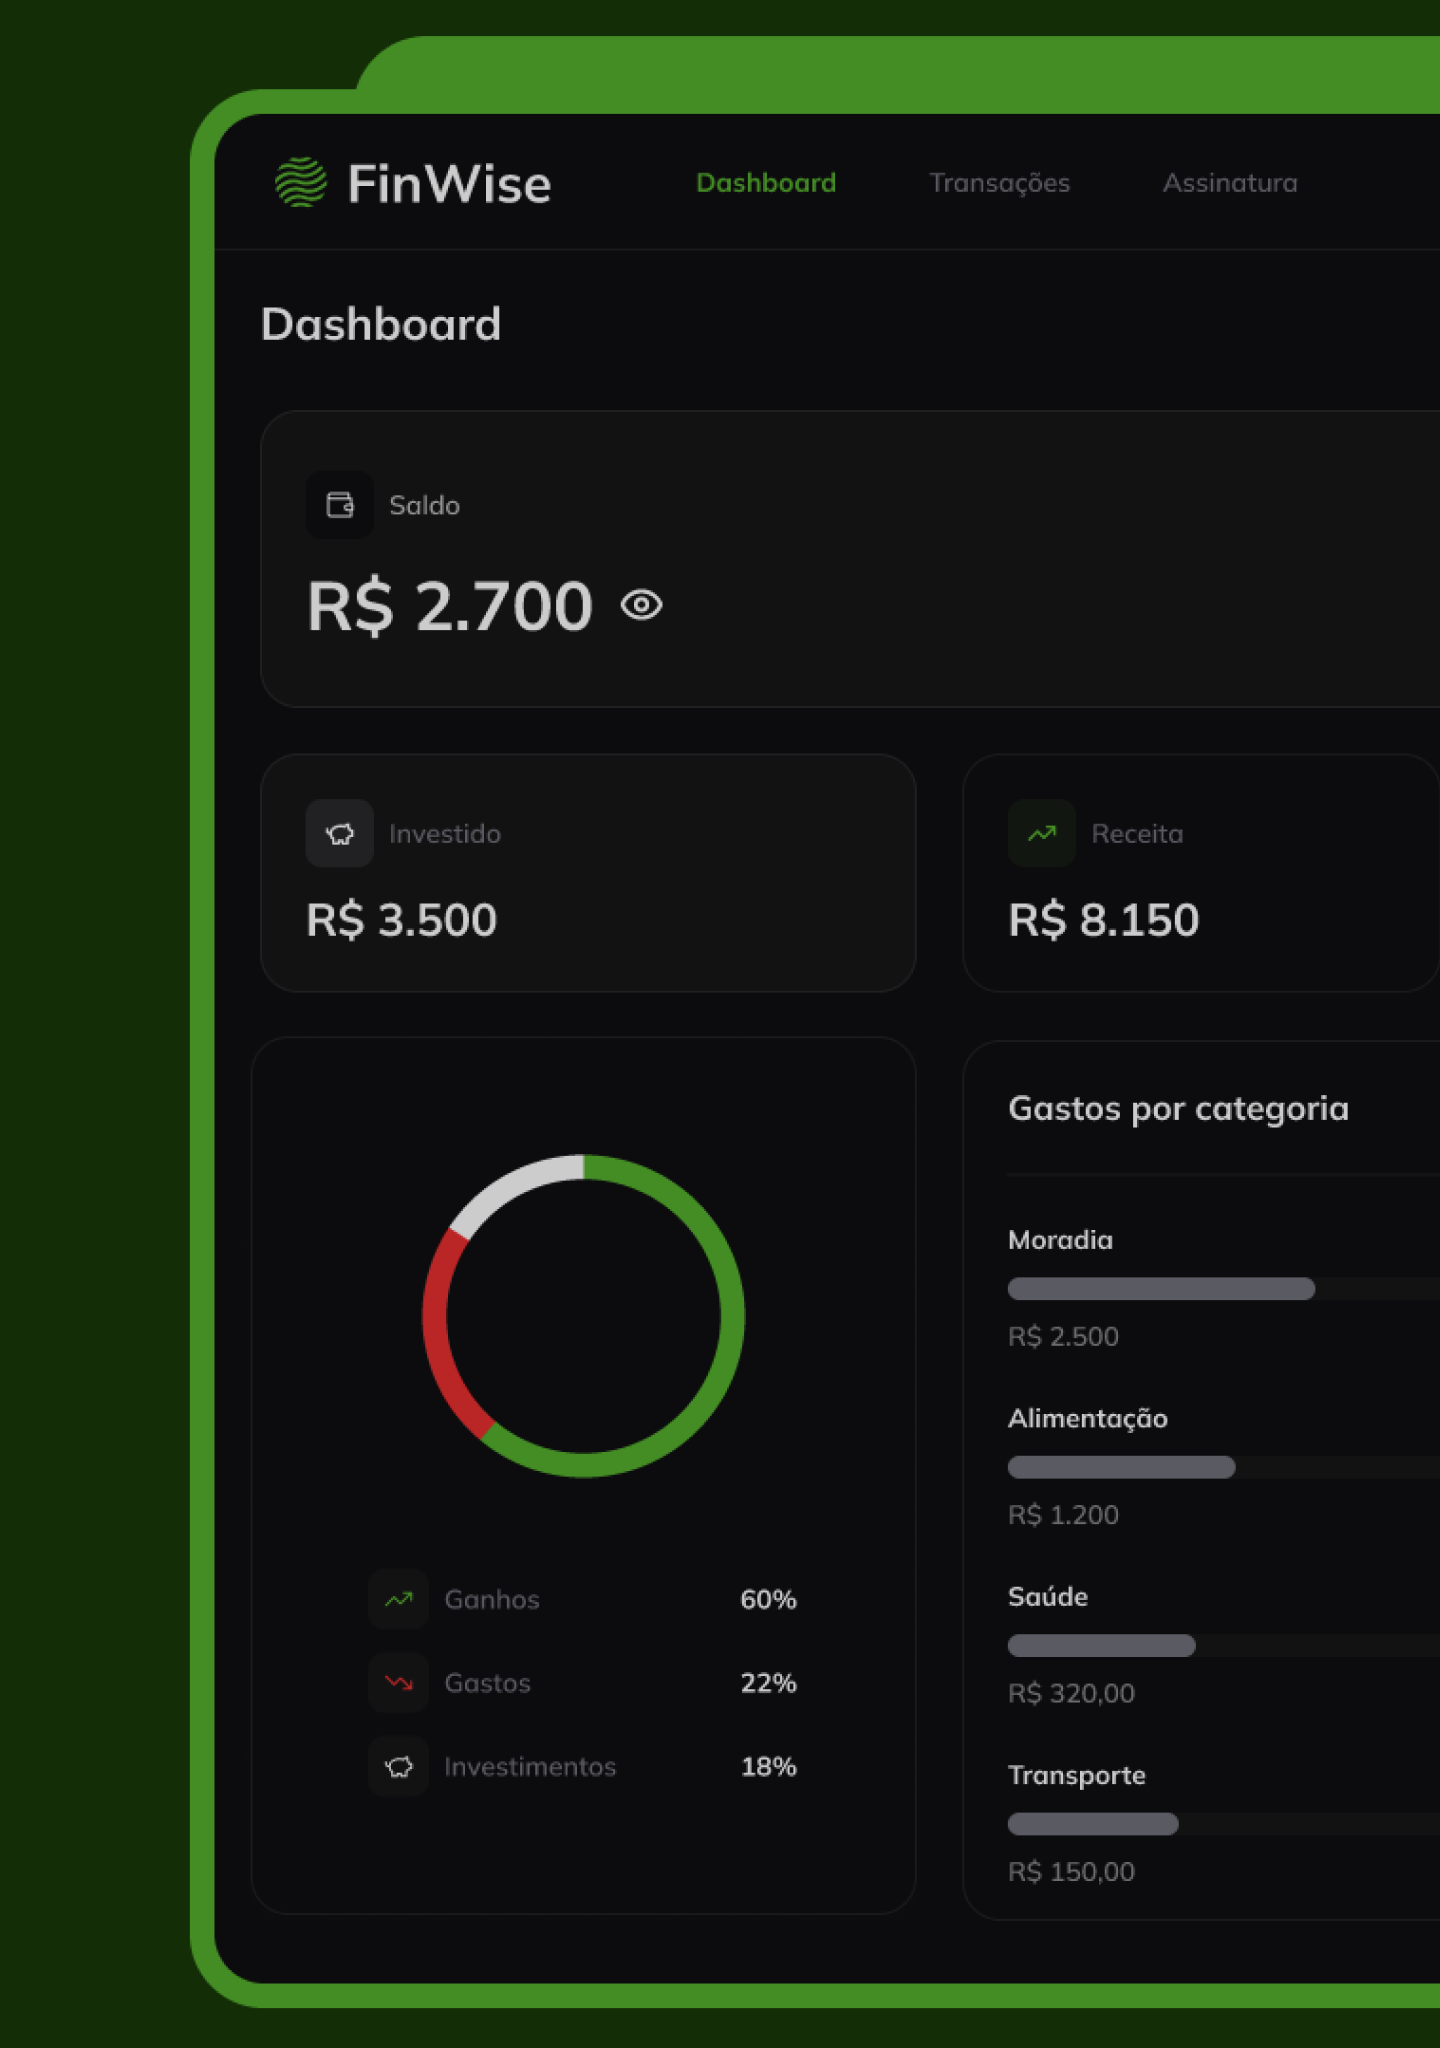 FinWise
Dashboard
Transações
Assinatura
Dashboard
Saldo
R$ 2.700
Investido
R$ 3.500
Receita
R$ 8.150
Ganhos 60%
Gastos 22%
Investimentos 18%
Gastos por categoria
Moradia
R$ 2.500
Alimentação
R$ 1.200
Saúde
R$ 320,00
Transporte
R$ 150,00